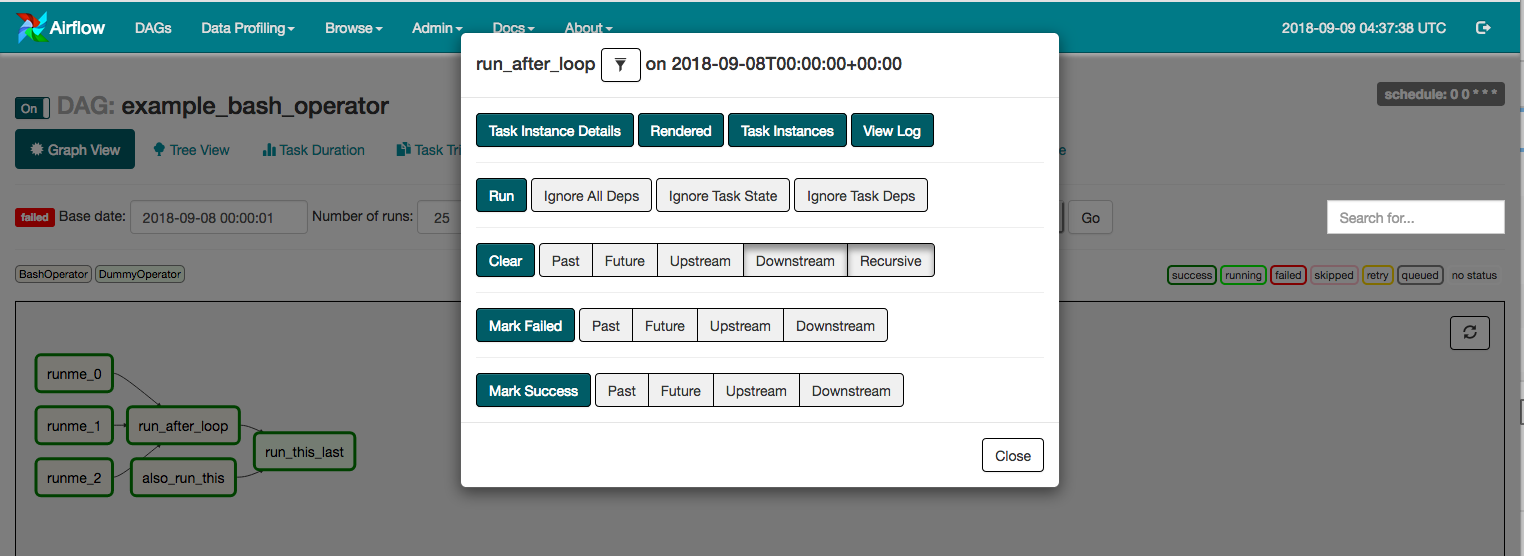 Airflow DAGs Data Profiling Browse Admin Docs About 2018-09-09 04:37:38 UTC
run_after_loop on 2018-09-08T00:00:00+00:00
On DAG: example_bash_operator schedule: 0 0 * * *
Task Instance Details Rendered Task Instances View Log
Graph View Tree View Task Duration Task
Run Ignore All Deps Ignore Task State Ignore Task Deps
failed Base date: 2018-09-08 00:00:01 Number of runs: 25 Go Search for...
Clear Past Future Upstream Downstream Recursive
BashOperator DummyOperator success running failed skipped retry queued no status
Mark Failed Past Future Upstream Downstream
Mark Success Past Future Upstream Downstream
runme_0
runme_1 run_after_loop
run_this_last
runme_2 also_run_this
Close